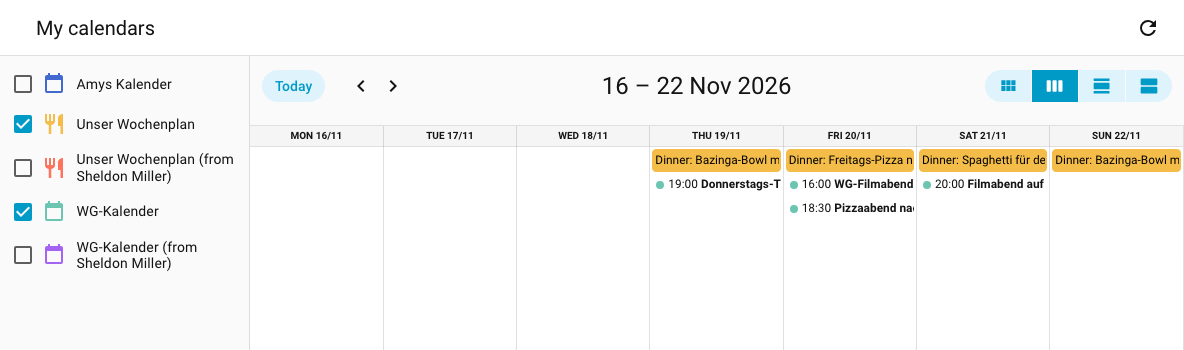 My calendars
Amys Kalender
Unser Wochenplan
Unser Wochenplan (from
Sheldon Miller)
WG-Kalender
WG-Kalender (from
Sheldon Miller)
Today
16 – 22 Nov 2026
MON 16/11 TUE 17/11 WED 18/11 THU 19/11 FRI 20/11 SAT 21/11 SUN 22/11
Dinner: Bazinga-Bowl m Dinner: Freitags-Pizza n Dinner: Spaghetti für de Dinner: Bazinga-Bowl m
19:00 Donnerstags-T 16:00 WG-Filmabend 20:00 Filmabend auf
18:30 Pizzaabend na